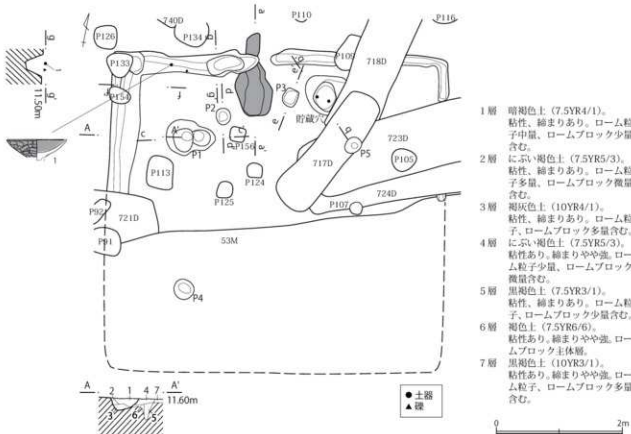 740D
P110
P116
P126
P134
P133
P109
718D
11.50m
P154
P3
P2
貯蔵穴
A
A'
P1
P156
P5
723D
717D
P105
P113
P124
P125
724D
P107
P92
721D
P91
53M
P4
A 2 1 4 7 A'
11.60m
3 6 5
●土器
▲礫
0 2m
1層 暗褐色土（7.5YR4/1）。
粘性、締まりあり。ローム粒
子中量、ロームブロック少量
含む。
2層 にぶい褐色土（7.5YR5/3）。
粘性、締まりあり。ローム粒
子多量、ロームブロック微量
含む。
3層 褐灰色土（10YR4/1）。
粘性、締まりあり。ローム粒
子、ロームブロック多量含む。
4層 にぶい褐色土（7.5YR5/3）。
粘性あり。締まりやや強。ロー
ム粒子少量、ロームブロック
微量含む。
5層 黒褐色土（7.5YR3/1）。
粘性、締まりあり。ローム粒
子、ロームブロック少量含む。
6層 褐色土（7.5YR6/6）。
粘性あり。締まりやや強。ロー
ムブロック主体層。
7層 黒褐色土（10YR3/1）。
粘性あり。締まりやや強。ロー
ム粒子、ロームブロック多量
含む。